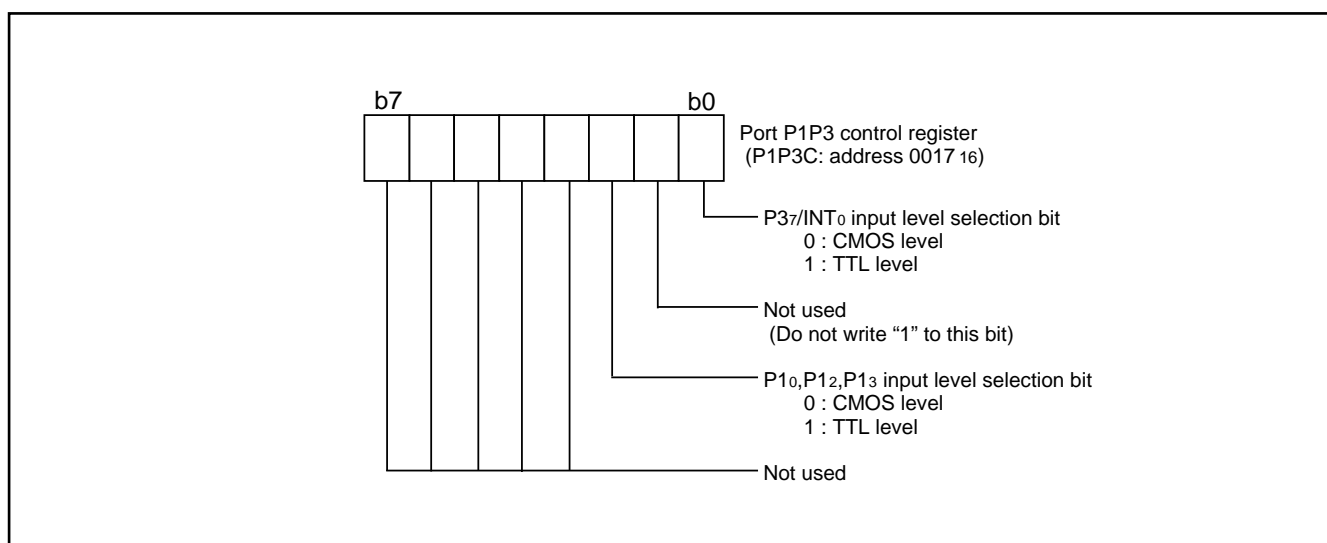 b7 b0
Port P1P3 control register
(P1P3C: address 0017 16)
P37/INT0 input level selection bit
0 : CMOS level
1 : TTL level
Not used
(Do not write “1” to this bit)
P10,P12,P13 input level selection bit
0 : CMOS level
1 : TTL level
Not used